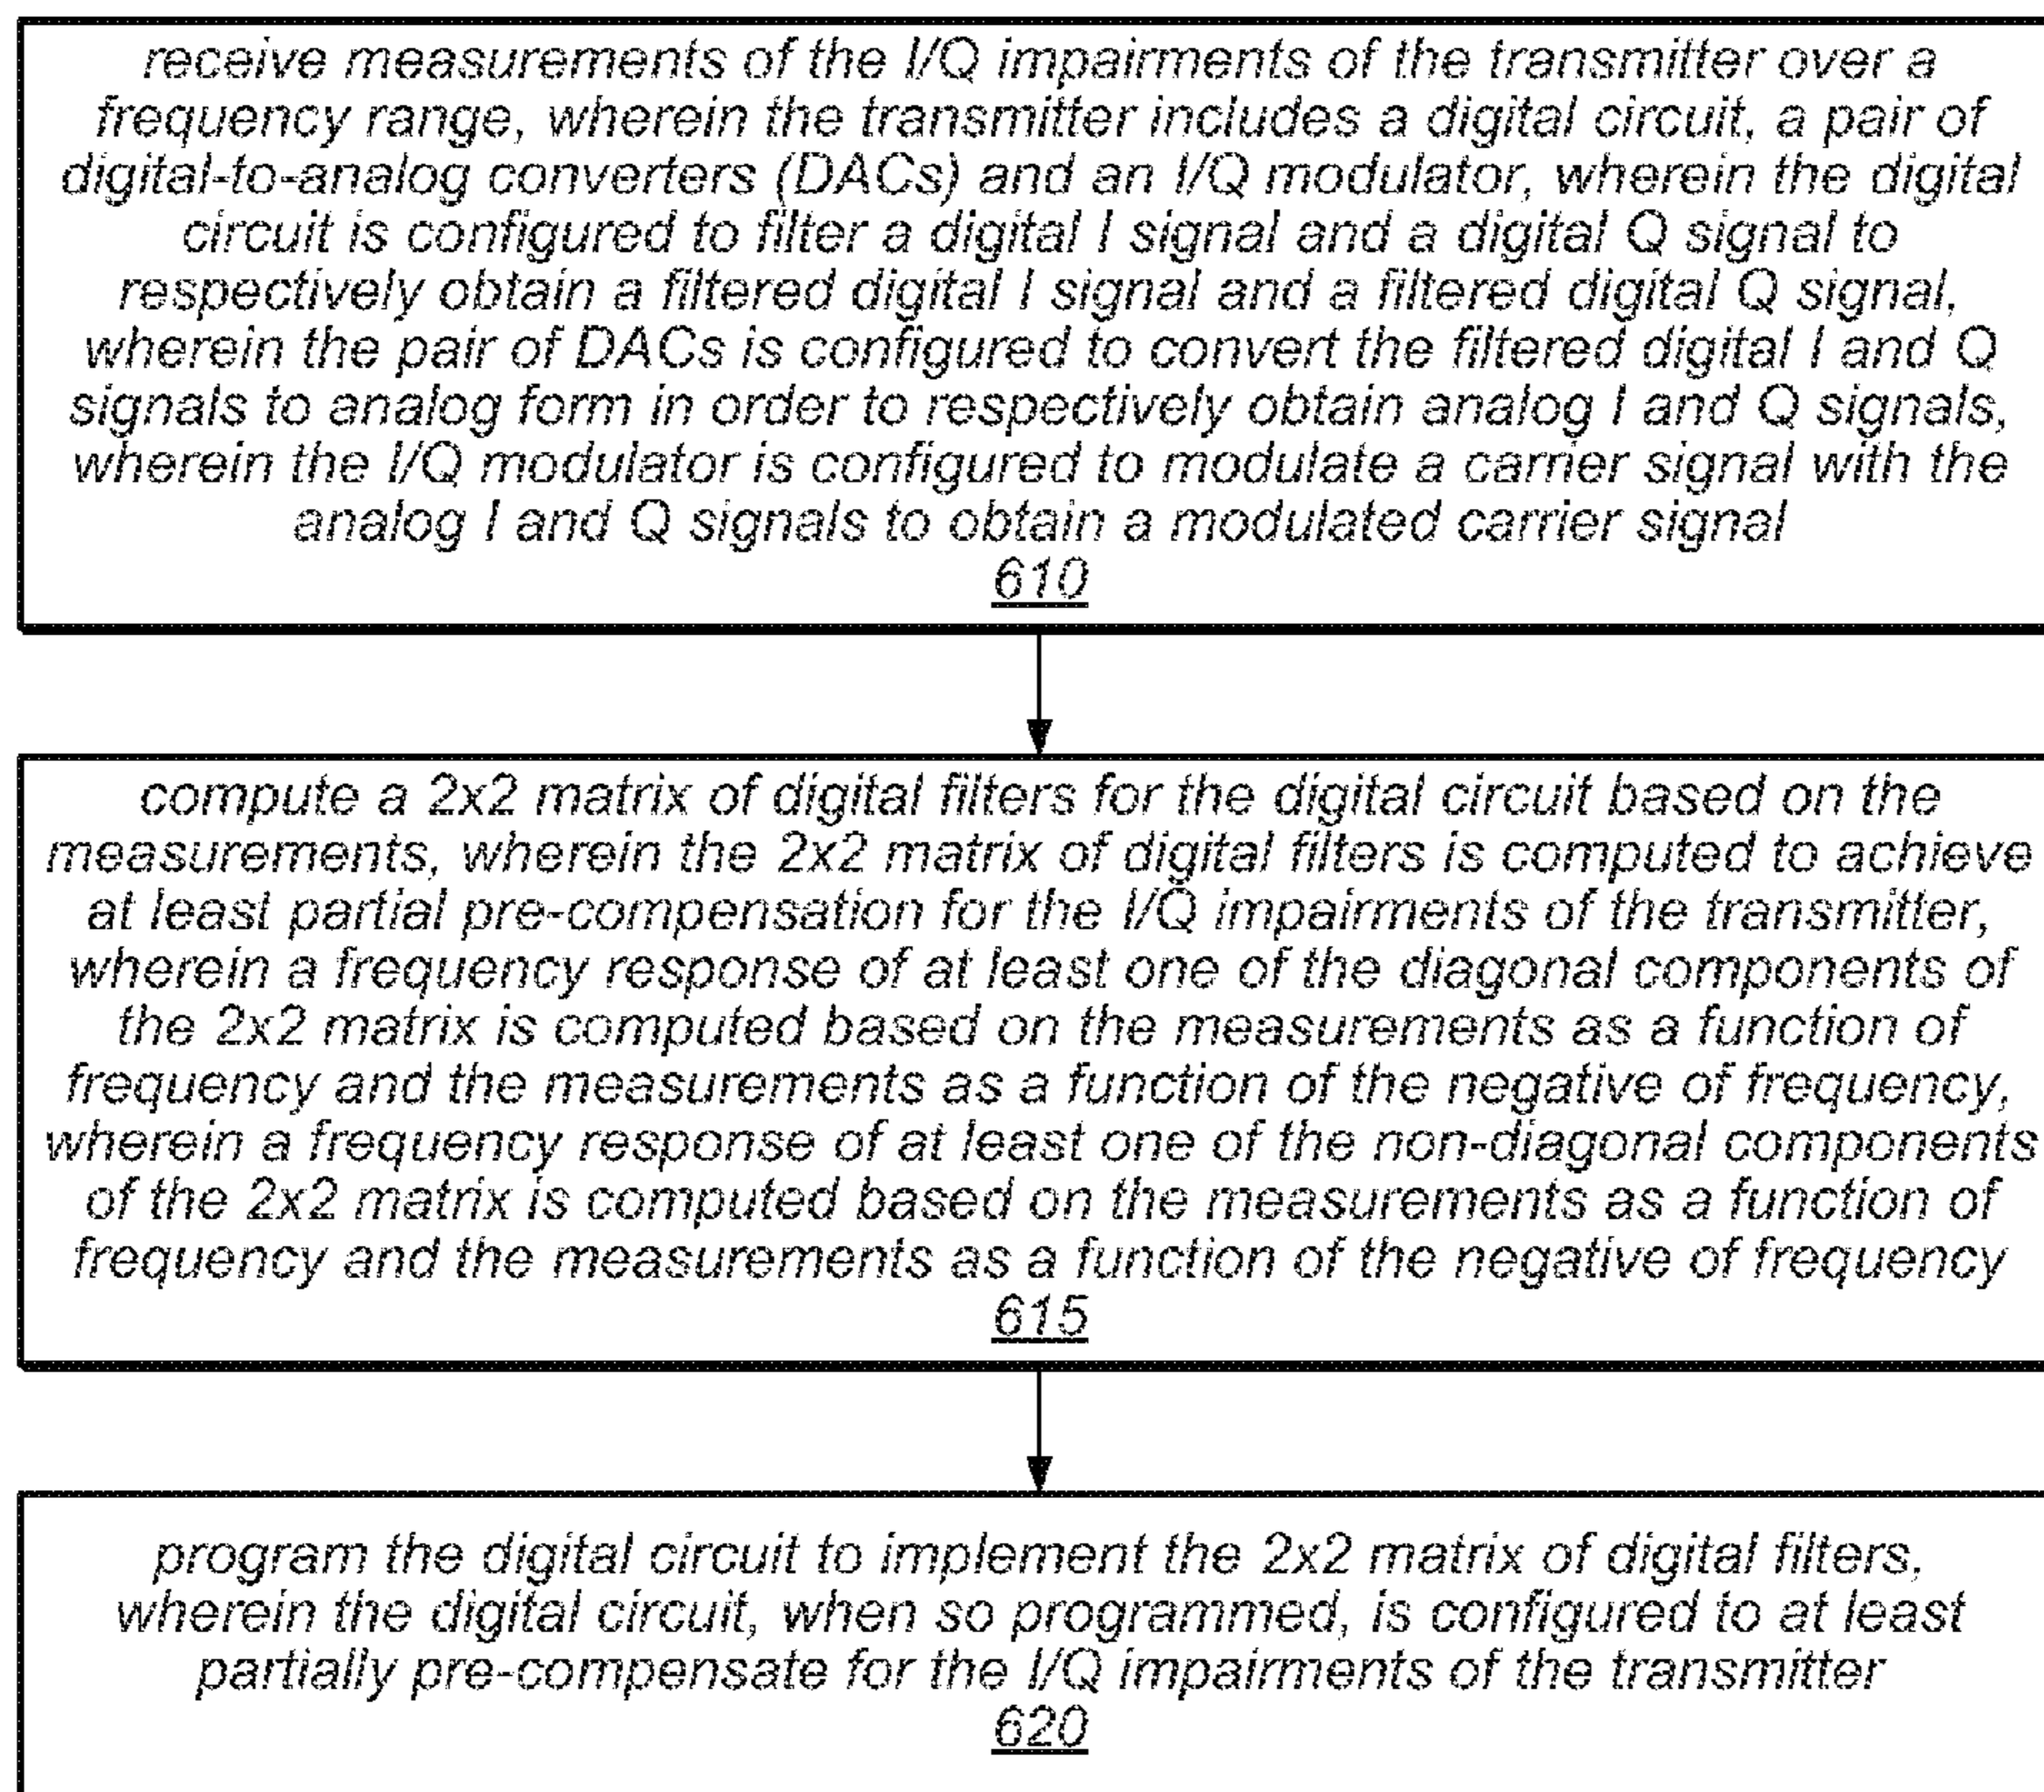 receive measurements of the I/Q impairments of the transmitter over a
frequency range, wherein the transmitter includes a digital circuit, a pair of
digital-to-analog converters (DACs) and an I/Q modulator, wherein the digital
circuit is configured to filter a digital I signal and a digital Q signal to
respectively obtain a filtered digital I signal and a filtered digital Q signal,
wherein the pair of DACs is configured to convert the filtered digital I and Q
signals to analog form in order to respectively obtain analog I and Q signals,
wherein the I/Q modulator is configured to modulate a carrier signal with the
analog I and Q signals to obtain a modulated carrier signal
610
compute a 2x2 matrix of digital filters for the digital circuit based on the
measurements, wherein the 2x2 matrix of digital filters is computed to achieve
at least partial pre-compensation for the I/Q impairments of the transmitter,
wherein a frequency response of at least one of the diagonal components of
the 2x2 matrix is computed based on the measurements as a function of
frequency and the measurements as a function of the negative of frequency,
wherein a frequency response of at least one of the non-diagonal components
of the 2x2 matrix is computed based on the measurements as a function of
frequency and the measurements as a function of the negative of frequency
615
program the digital circuit to implement the 2x2 matrix of digital filters,
wherein the digital circuit, when so programmed, is configured to at least
partially pre-compensate for the I/Q impairments of the transmitter
620